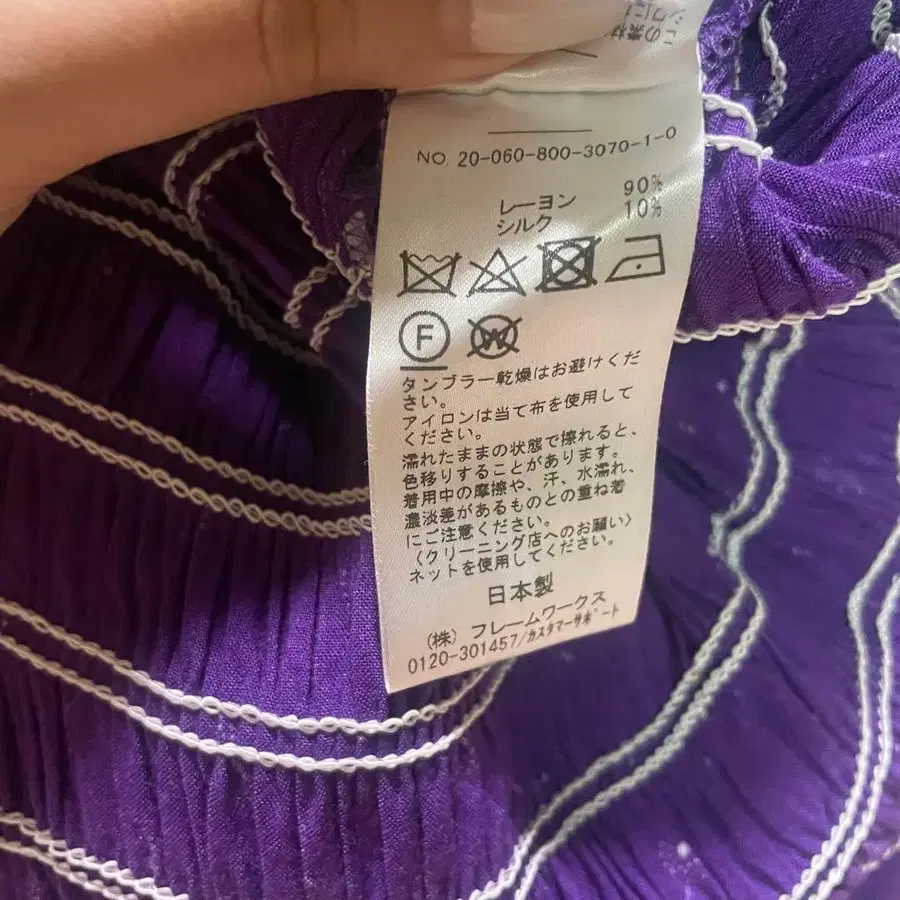 この素材
NO. 20-060-800-3070-1-0
レーヨン 90%
シルク 10%
F W
タンブラー乾燥はお避けくだ
さい。
アイロンは当て布を使用して
ください。
濡れたままの状態で擦れると、
色移りすることがあります。
着用中の摩擦や、汗、水濡れ、
濃淡差があるものとの重ね着
にご注意ください。
〈クリーニング店へのお願い〉
ネットを使用してください。
日本製
(株) フレームワークス
0120-301457/カスタマーサポート